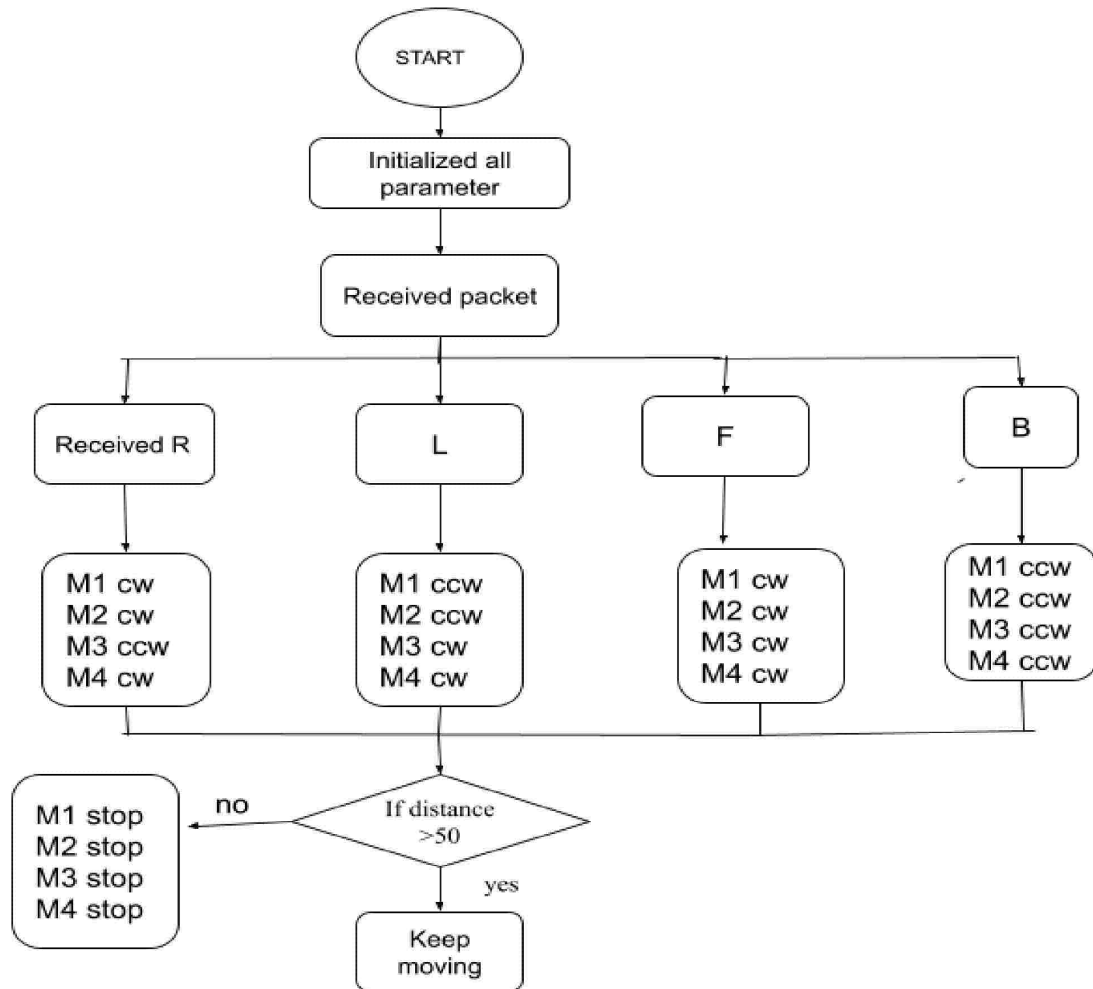 START
Initialized all
parameter
Received packet
Received R
L
F
B
M1 cw
M2 cw
M3 ccw
M4 cw
M1 ccw
M2 ccw
M3 cw
M4 cw
M1 cw
M2 cw
M3 cw
M4 cw
M1 ccw
M2 ccw
M3 ccw
M4 ccw
If distance
>50
no
M1 stop
M2 stop
M3 stop
M4 stop
yes
Keep
moving